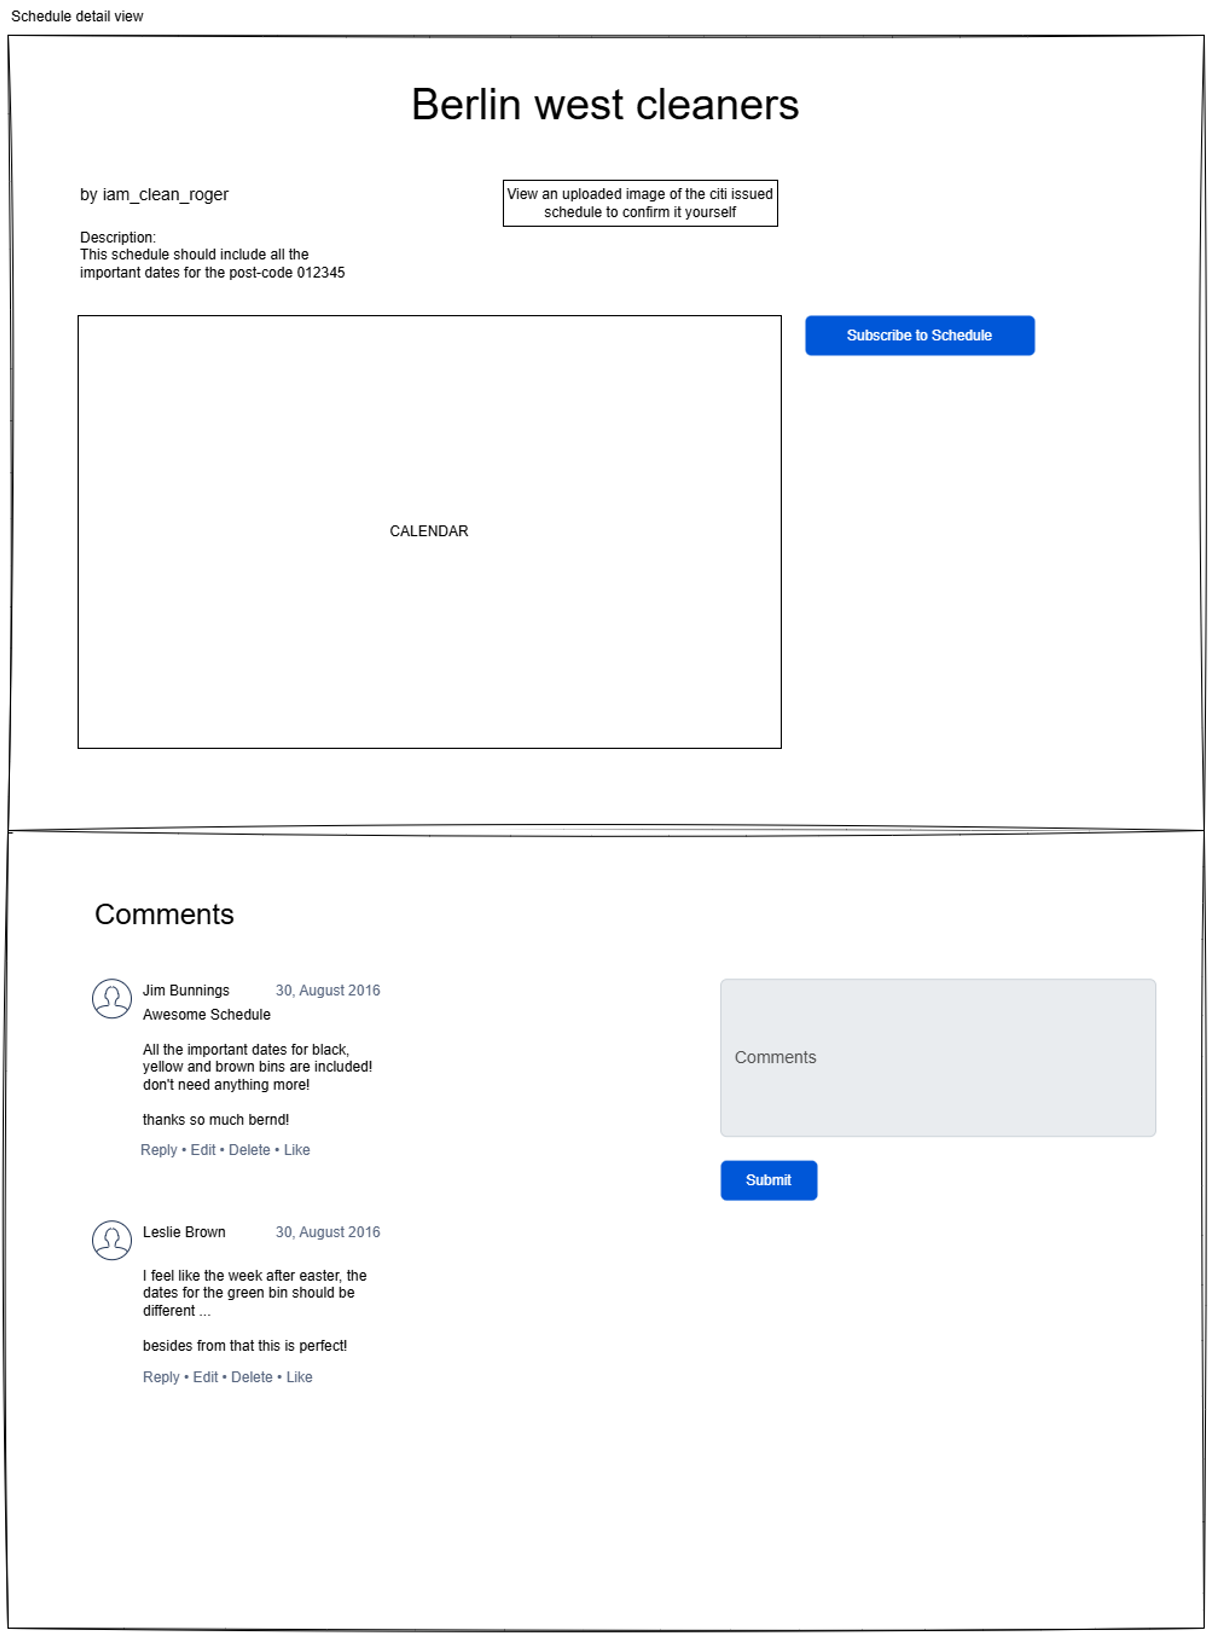 Schedule detail view
Berlin west cleaners
by iam_clean_roger
View an uploaded image of the citi issued
schedule to confirm it yourself
Description:
This schedule should include all the
important dates for the post-code 012345
Subscribe to Schedule
CALENDAR
Comments
Jim Bunnings 30, August 2016
Awesome Schedule
All the important dates for black,
yellow and brown bins are included!
don't need anything more!
thanks so much bernd!
Reply • Edit • Delete • Like
Comments
Submit
Leslie Brown 30, August 2016
I feel like the week after easter, the
dates for the green bin should be
different ...
besides from that this is perfect!
Reply • Edit • Delete • Like